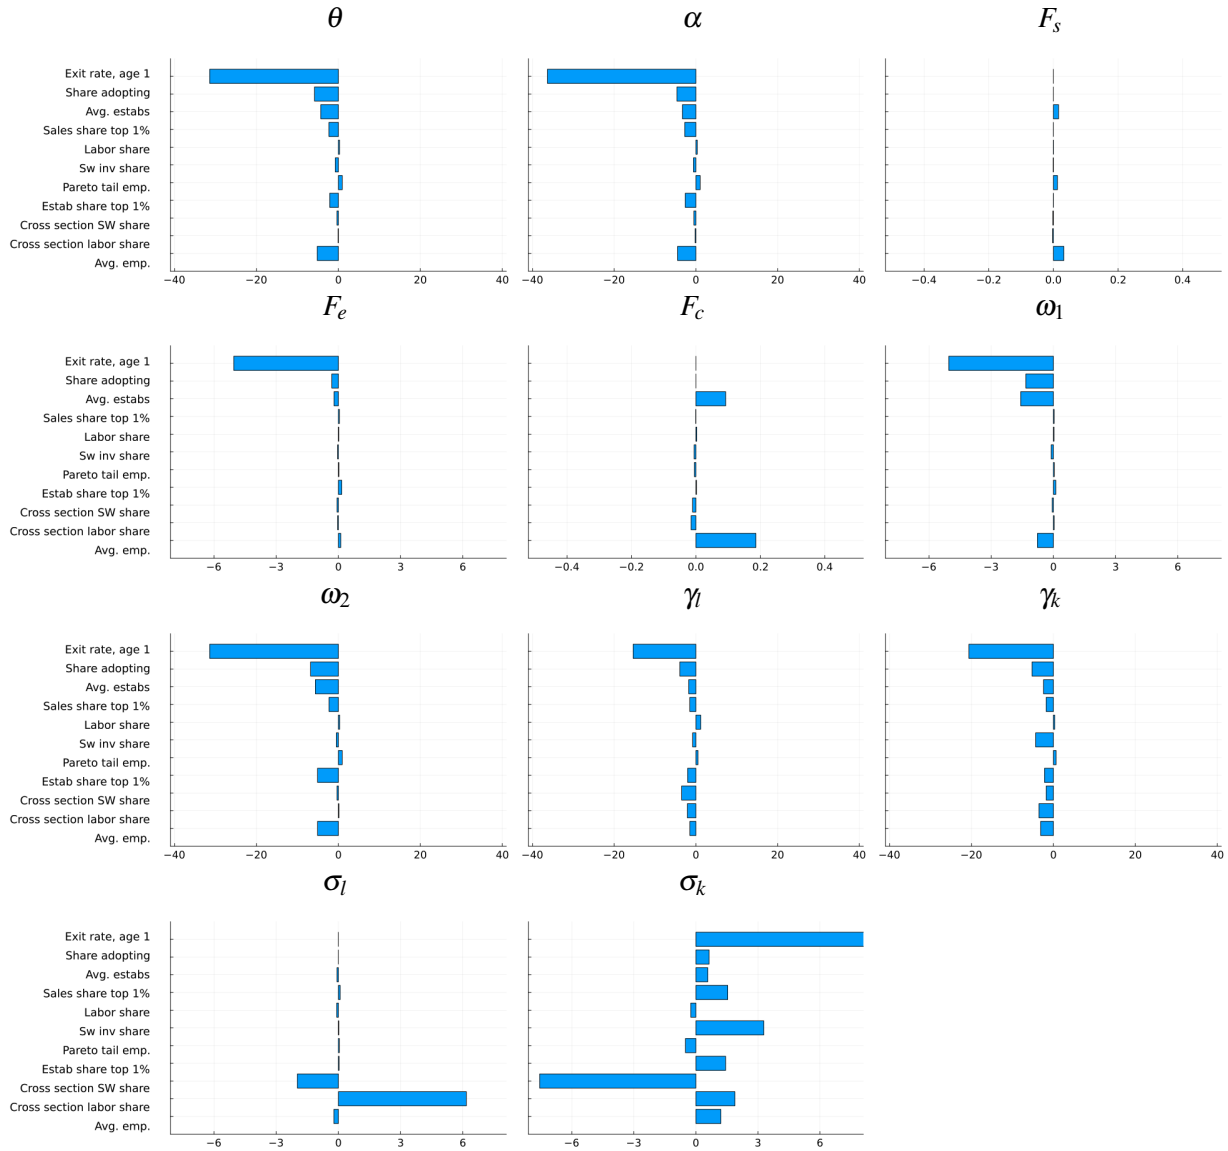 θ α F_s
Exit rate, age 1
Share adopting
Avg. estabs
Sales share top 1%
Labor share
Sw inv share
Pareto tail emp.
Estab share top 1%
Cross section SW share
Cross section labor share
Avg. emp.
−40 −20 0 20 40 −40 −20 0 20 40 −0.4 −0.2 0.0 0.2 0.4
F_e F_c ω_1
Exit rate, age 1
Share adopting
Avg. estabs
Sales share top 1%
Labor share
Sw inv share
Pareto tail emp.
Estab share top 1%
Cross section SW share
Cross section labor share
Avg. emp.
−6 −3 0 3 6 −0.4 −0.2 0.0 0.2 0.4 −6 −3 0 3 6
ω_2 γ_l γ_k
Exit rate, age 1
Share adopting
Avg. estabs
Sales share top 1%
Labor share
Sw inv share
Pareto tail emp.
Estab share top 1%
Cross section SW share
Cross section labor share
Avg. emp.
−40 −20 0 20 40 −40 −20 0 20 40 −40 −20 0 20 40
σ_l σ_k
Exit rate, age 1
Share adopting
Avg. estabs
Sales share top 1%
Labor share
Sw inv share
Pareto tail emp.
Estab share top 1%
Cross section SW share
Cross section labor share
Avg. emp.
−6 −3 0 3 6 −6 −3 0 3 6